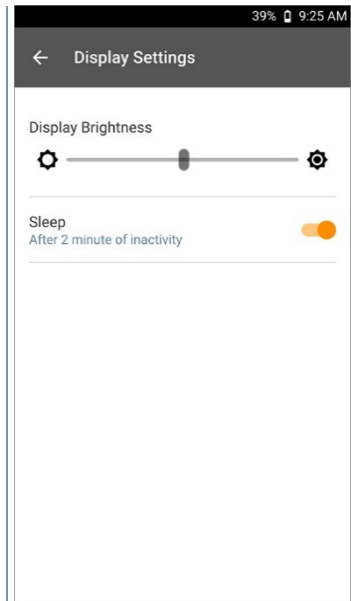 39% 9:25 AM
Display Settings
Display Brightness
Sleep
After 2 minute of inactivity